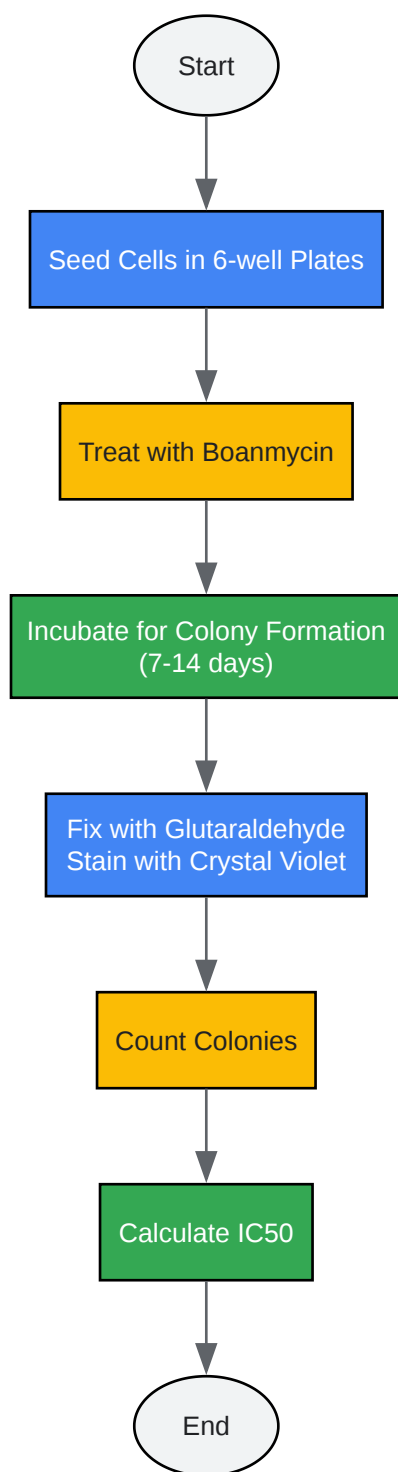 Start
Seed Cells in 6-well Plates
Treat with Boanmycin
Incubate for Colony Formation
(7-14 days)
Fix with Glutaraldehyde
Stain with Crystal Violet
Count Colonies
Calculate IC50
End